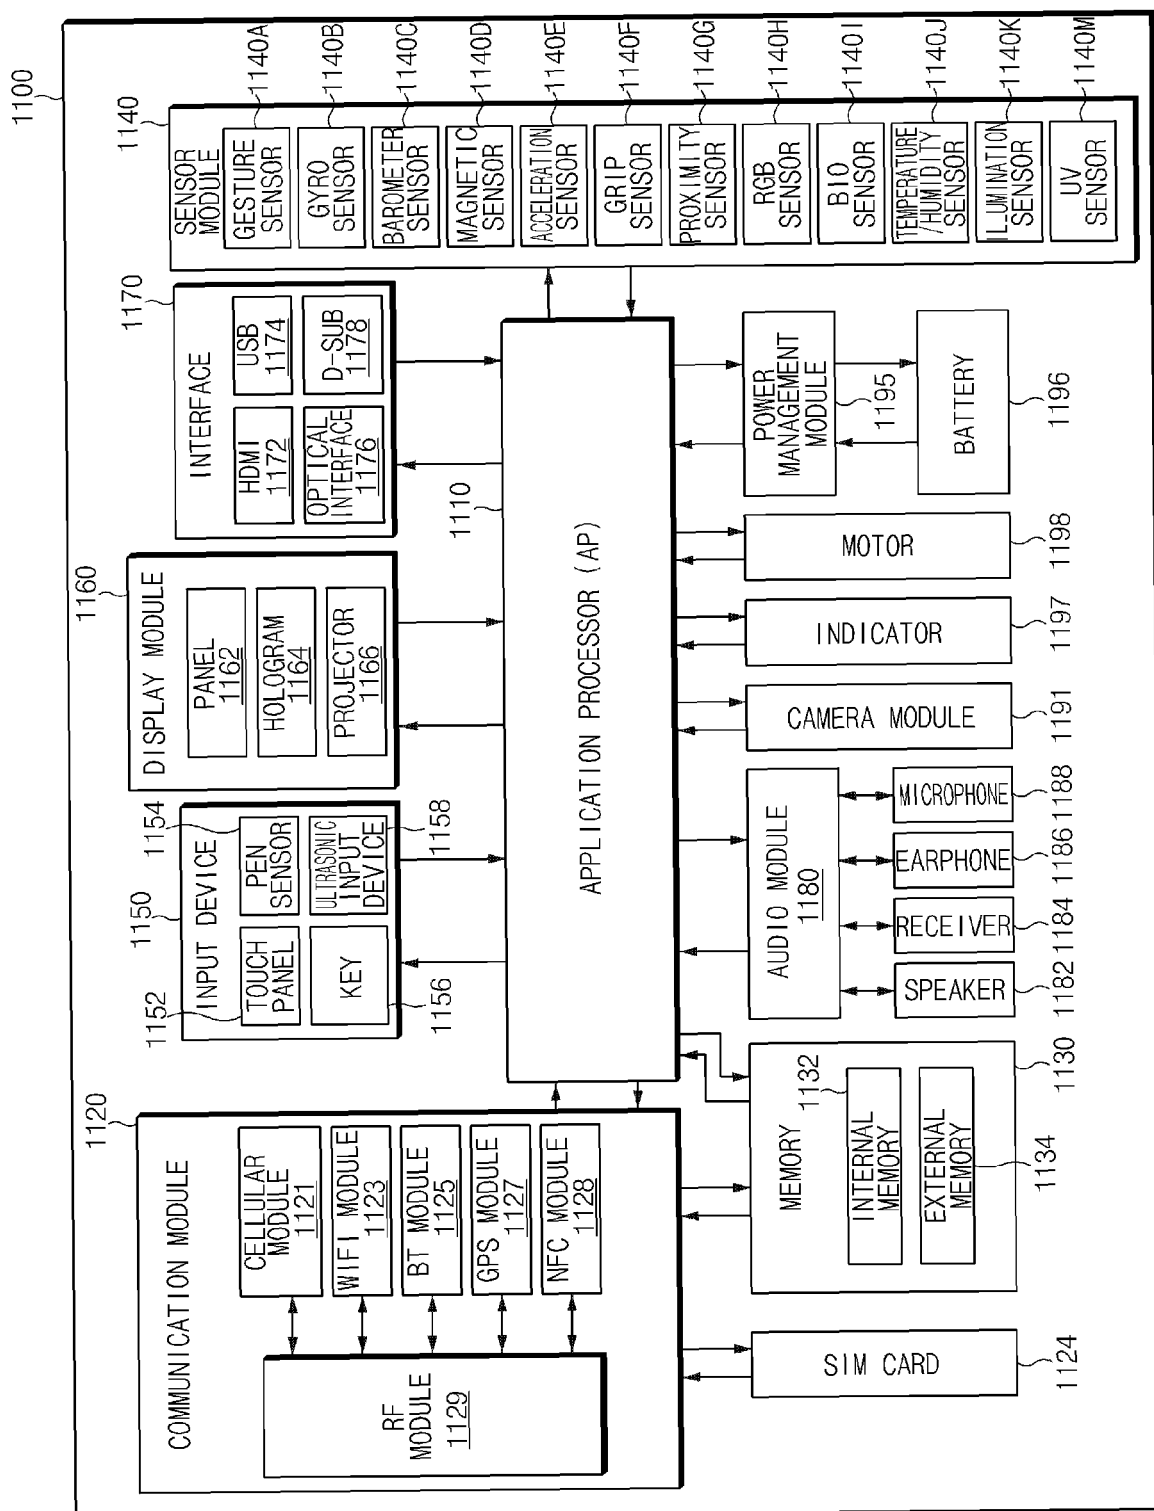 1100
COMMUNICATION MODULE
1120
RF
MODULE
1129
CELLULAR
MODULE
1121
WIFI MODULE
1123
BT MODULE
1125
GPS MODULE
1127
NFC MODULE
1128
INPUT DEVICE
1150
1152
TOUCH
PANEL
1154
PEN
SENSOR
KEY
1156
ULTRASONIC
INPUT
DEVICE
1158
DISPLAY MODULE
1160
PANEL
1162
HOLOGRAM
1164
PROJECTOR
1166
INTERFACE
1170
HDMI
1172
USB
1174
OPTICAL
INTERFACE
1176
D-SUB
1178
SENSOR
MODULE
1140
GESTURE
SENSOR
1140A
GYRO
SENSOR
1140B
BAROMETER
SENSOR
1140C
MAGNETIC
SENSOR
1140D
ACCELERATION
SENSOR
1140E
GRIP
SENSOR
1140F
PROXIMITY
SENSOR
1140G
RGB
SENSOR
1140H
BIO
SENSOR
1140I
TEMPERATURE
/HUMIDITY
SENSOR
1140J
ILUMINATION
SENSOR
1140K
UV
SENSOR
1140M
1110
APPLICATION PROCESSOR (AP)
SIM CARD
1124
MEMORY
1130
1132
INTERNAL
MEMORY
EXTERNAL
MEMORY
1134
AUDIO MODULE
1180
SPEAKER
1182
RECEIVER
1184
EARPHONE
1186
MICROPHONE
1188
CAMERA MODULE
1191
INDICATOR
1197
MOTOR
1198
POWER
MANAGEMENT
MODULE
1195
BATTERY
1196